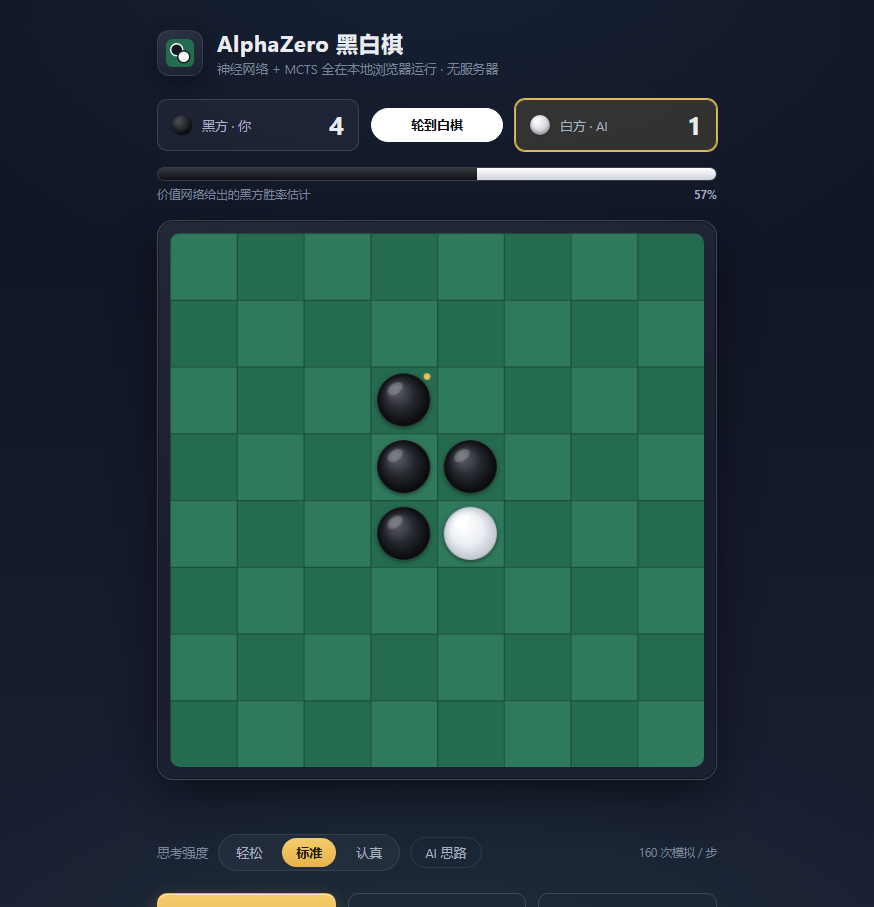 AlphaZero 黑白棋
神经网络 + MCTS 全在本地浏览器运行 · 无服务器
黑方 · 你 4
轮到白棋
白方 · AI 1
价值网络给出的黑方胜率估计 57%
思考强度 轻松 标准 认真 AI 思路 160 次模拟 / 步